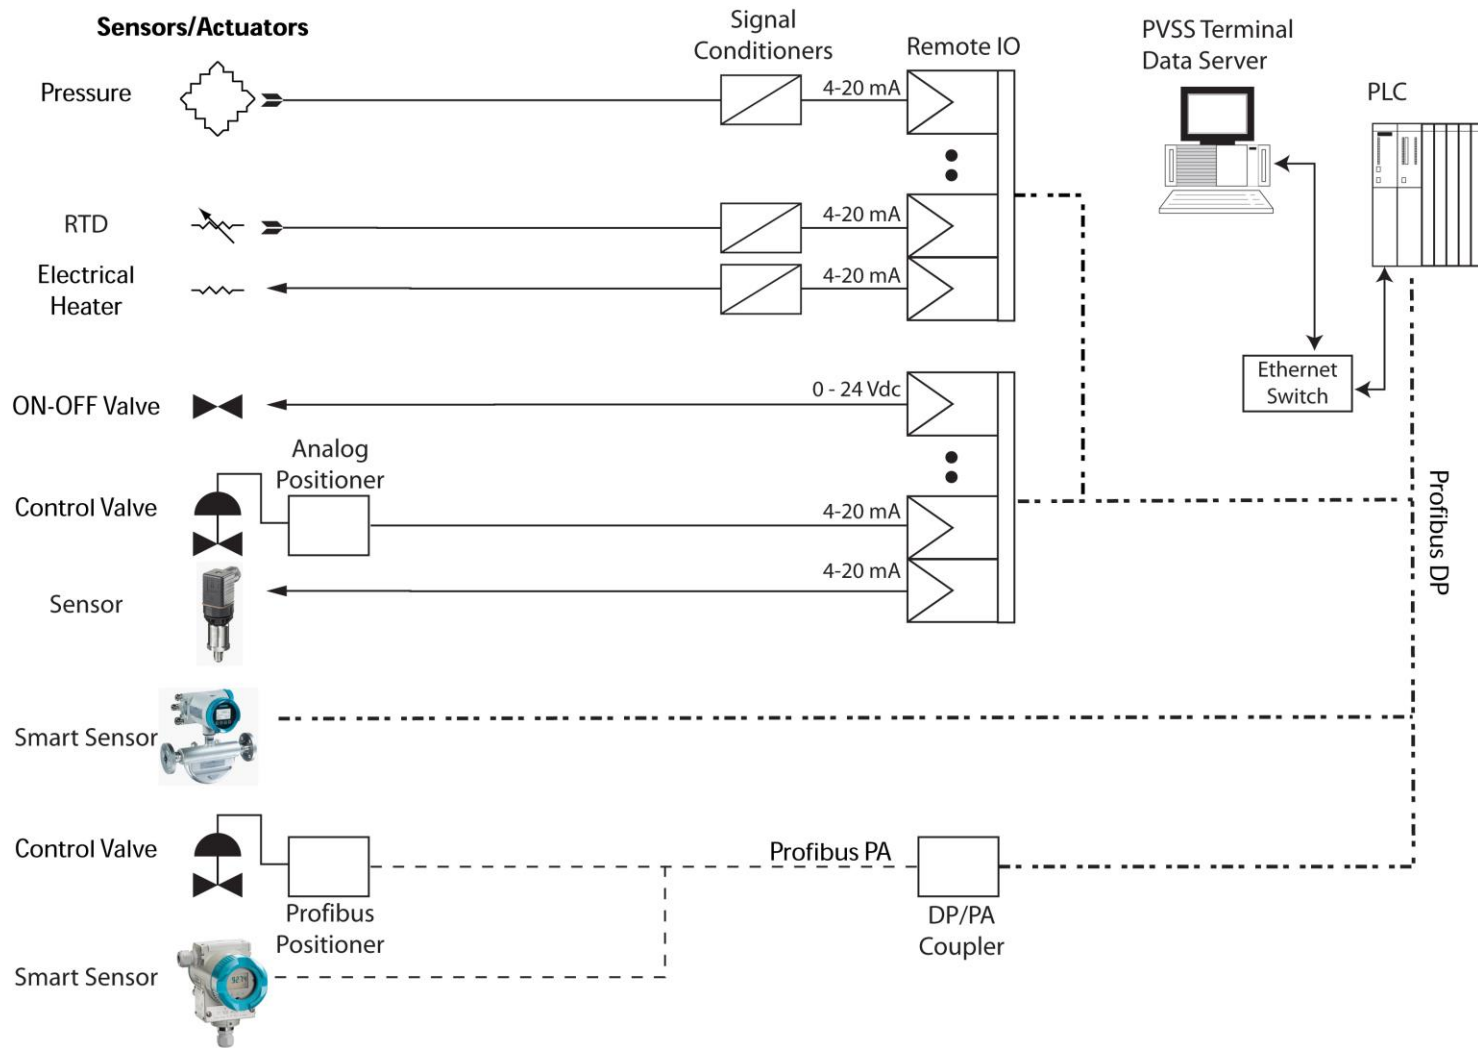 Sensors/Actuators
Signal
Conditioners
Remote IO
PVSS Terminal
Data Server
PLC
Pressure
4-20 mA
RTD
4-20 mA
Electrical
Heater
4-20 mA
Ethernet
Switch
ON-OFF Valve
0 - 24 Vdc
Analog
Positioner
Control Valve
4-20 mA
Profibus DP
Sensor
4-20 mA
Smart Sensor
Control Valve
Profibus PA
Profibus
Positioner
DP/PA
Coupler
Smart Sensor